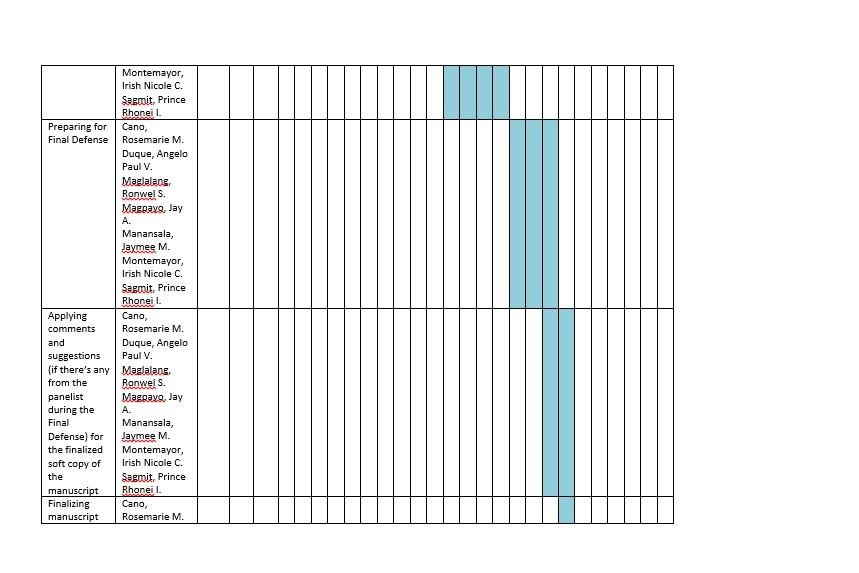 Montemayor,
Irish Nicole C.
Sagmit, Prince
Rhonei I.
Preparing for
Final Defense
Cano,
Rosemarie M.
Duque, Angelo
Paul V.
Maglalang,
Ronwel S.
Magpayo, Jay
A.
Manansala,
Jaymee M.
Montemayor,
Irish Nicole C.
Sagmit, Prince
Rhonei I.
Applying
comments
and
suggestions
(if there’s any
from the
panelist
during the
Final
Defense) for
the finalized
soft copy of
the
manuscript
Cano,
Rosemarie M.
Duque, Angelo
Paul V.
Maglalang,
Ronwel S.
Magpayo, Jay
A.
Manansala,
Jaymee M.
Montemayor,
Irish Nicole C.
Sagmit, Prince
Rhonei I.
Finalizing
manuscript
Cano,
Rosemarie M.